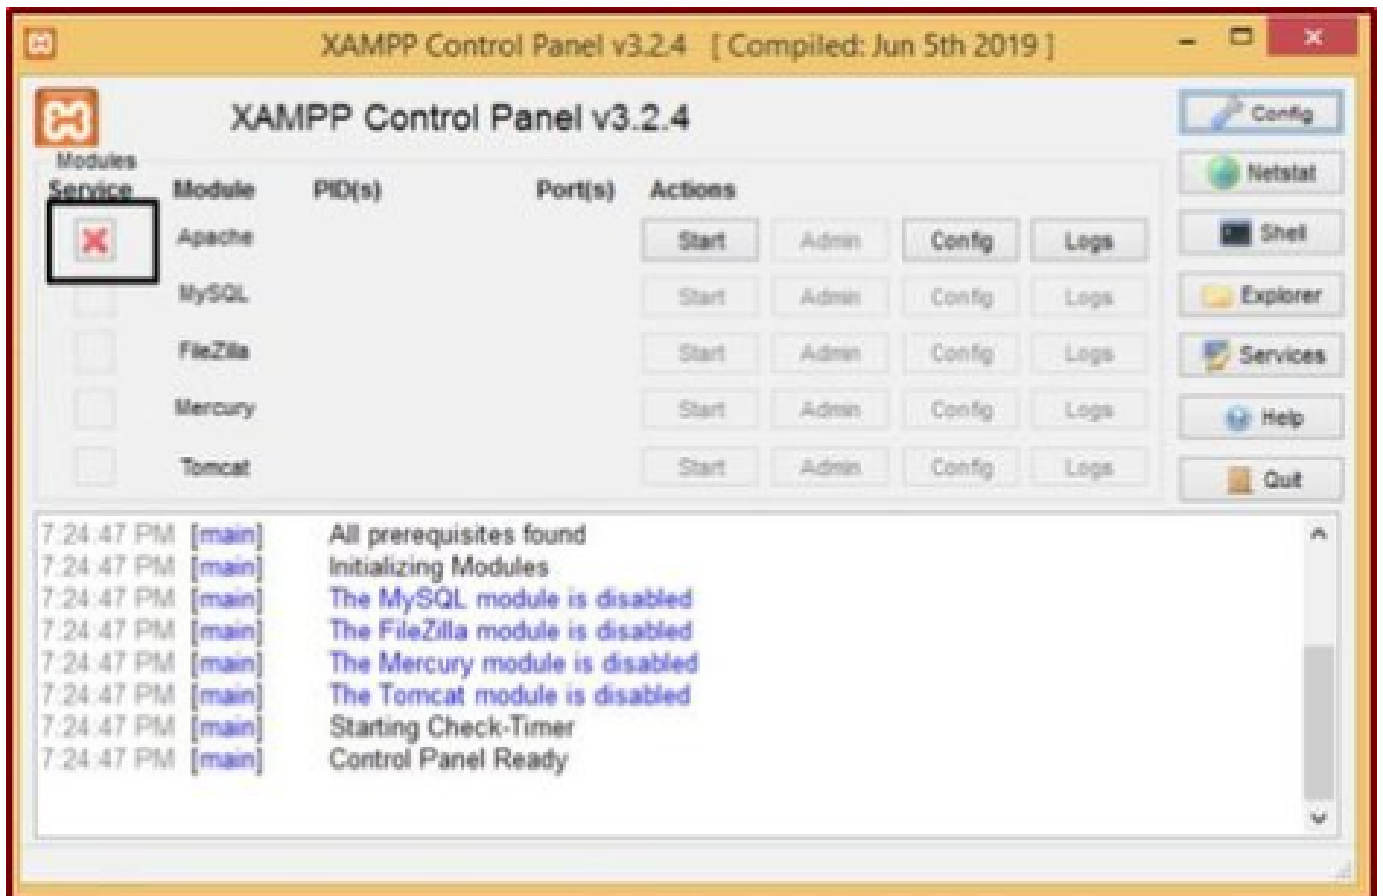 XAMPP Control Panel v3.2.4 [ Compiled: Jun 5th 2019 ]
XAMPP Control Panel v3.2.4
Config
Modules
Service Module PID(s) Port(s) Actions
Netstat
Apache Start Admin Config Logs
Shell
MySQL Start Admin Config Logs
Explorer
FileZilla Start Admin Config Logs
Services
Mercury Start Admin Config Logs
Help
Tomcat Start Admin Config Logs
Quit
7:24:47 PM [main] All prerequisites found
7:24:47 PM [main] Initializing Modules
7:24:47 PM [main] The MySQL module is disabled
7:24:47 PM [main] The FileZilla module is disabled
7:24:47 PM [main] The Mercury module is disabled
7:24:47 PM [main] The Tomcat module is disabled
7:24:47 PM [main] Starting Check-Timer
7:24:47 PM [main] Control Panel Ready